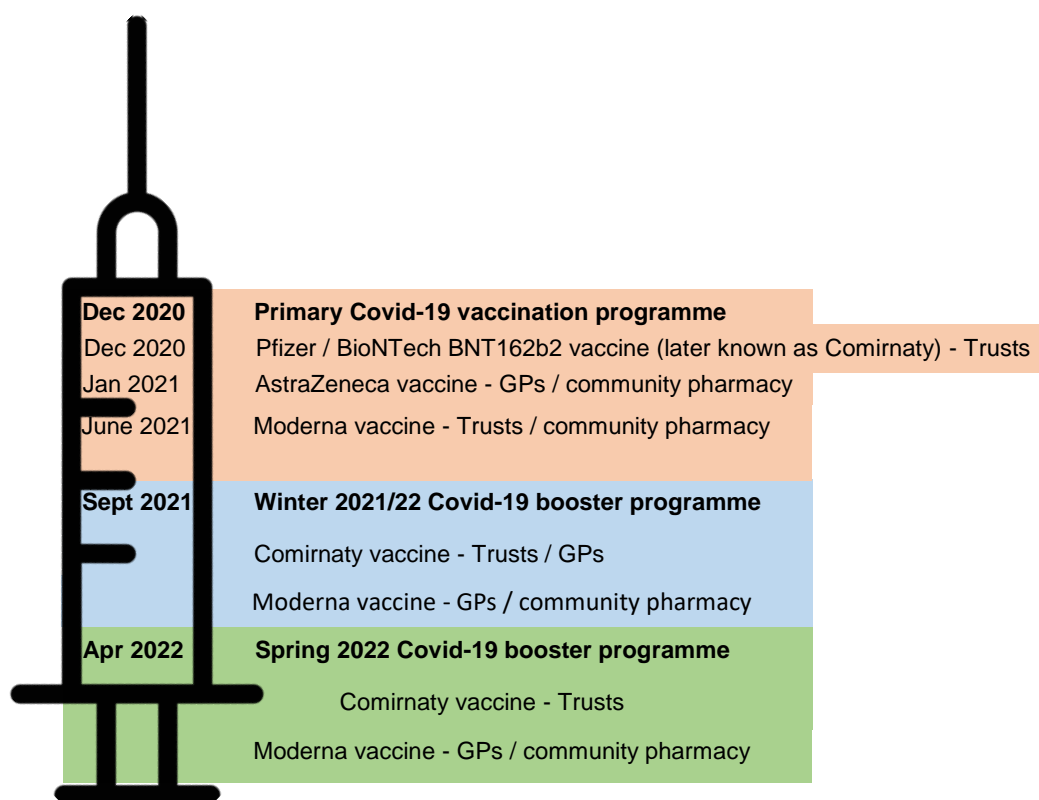 Dec 2020 Primary Covid-19 vaccination programme
Dec 2020 Pfizer / BioNTech BNT162b2 vaccine (later known as Comirnaty) - Trusts
Jan 2021 AstraZeneca vaccine - GPs / community pharmacy
June 2021 Moderna vaccine - Trusts / community pharmacy
Sept 2021 Winter 2021/22 Covid-19 booster programme
Comirnaty vaccine - Trusts / GPs
Moderna vaccine - GPs / community pharmacy
Apr 2022 Spring 2022 Covid-19 booster programme
Comirnaty vaccine - Trusts
Moderna vaccine - GPs / community pharmacy